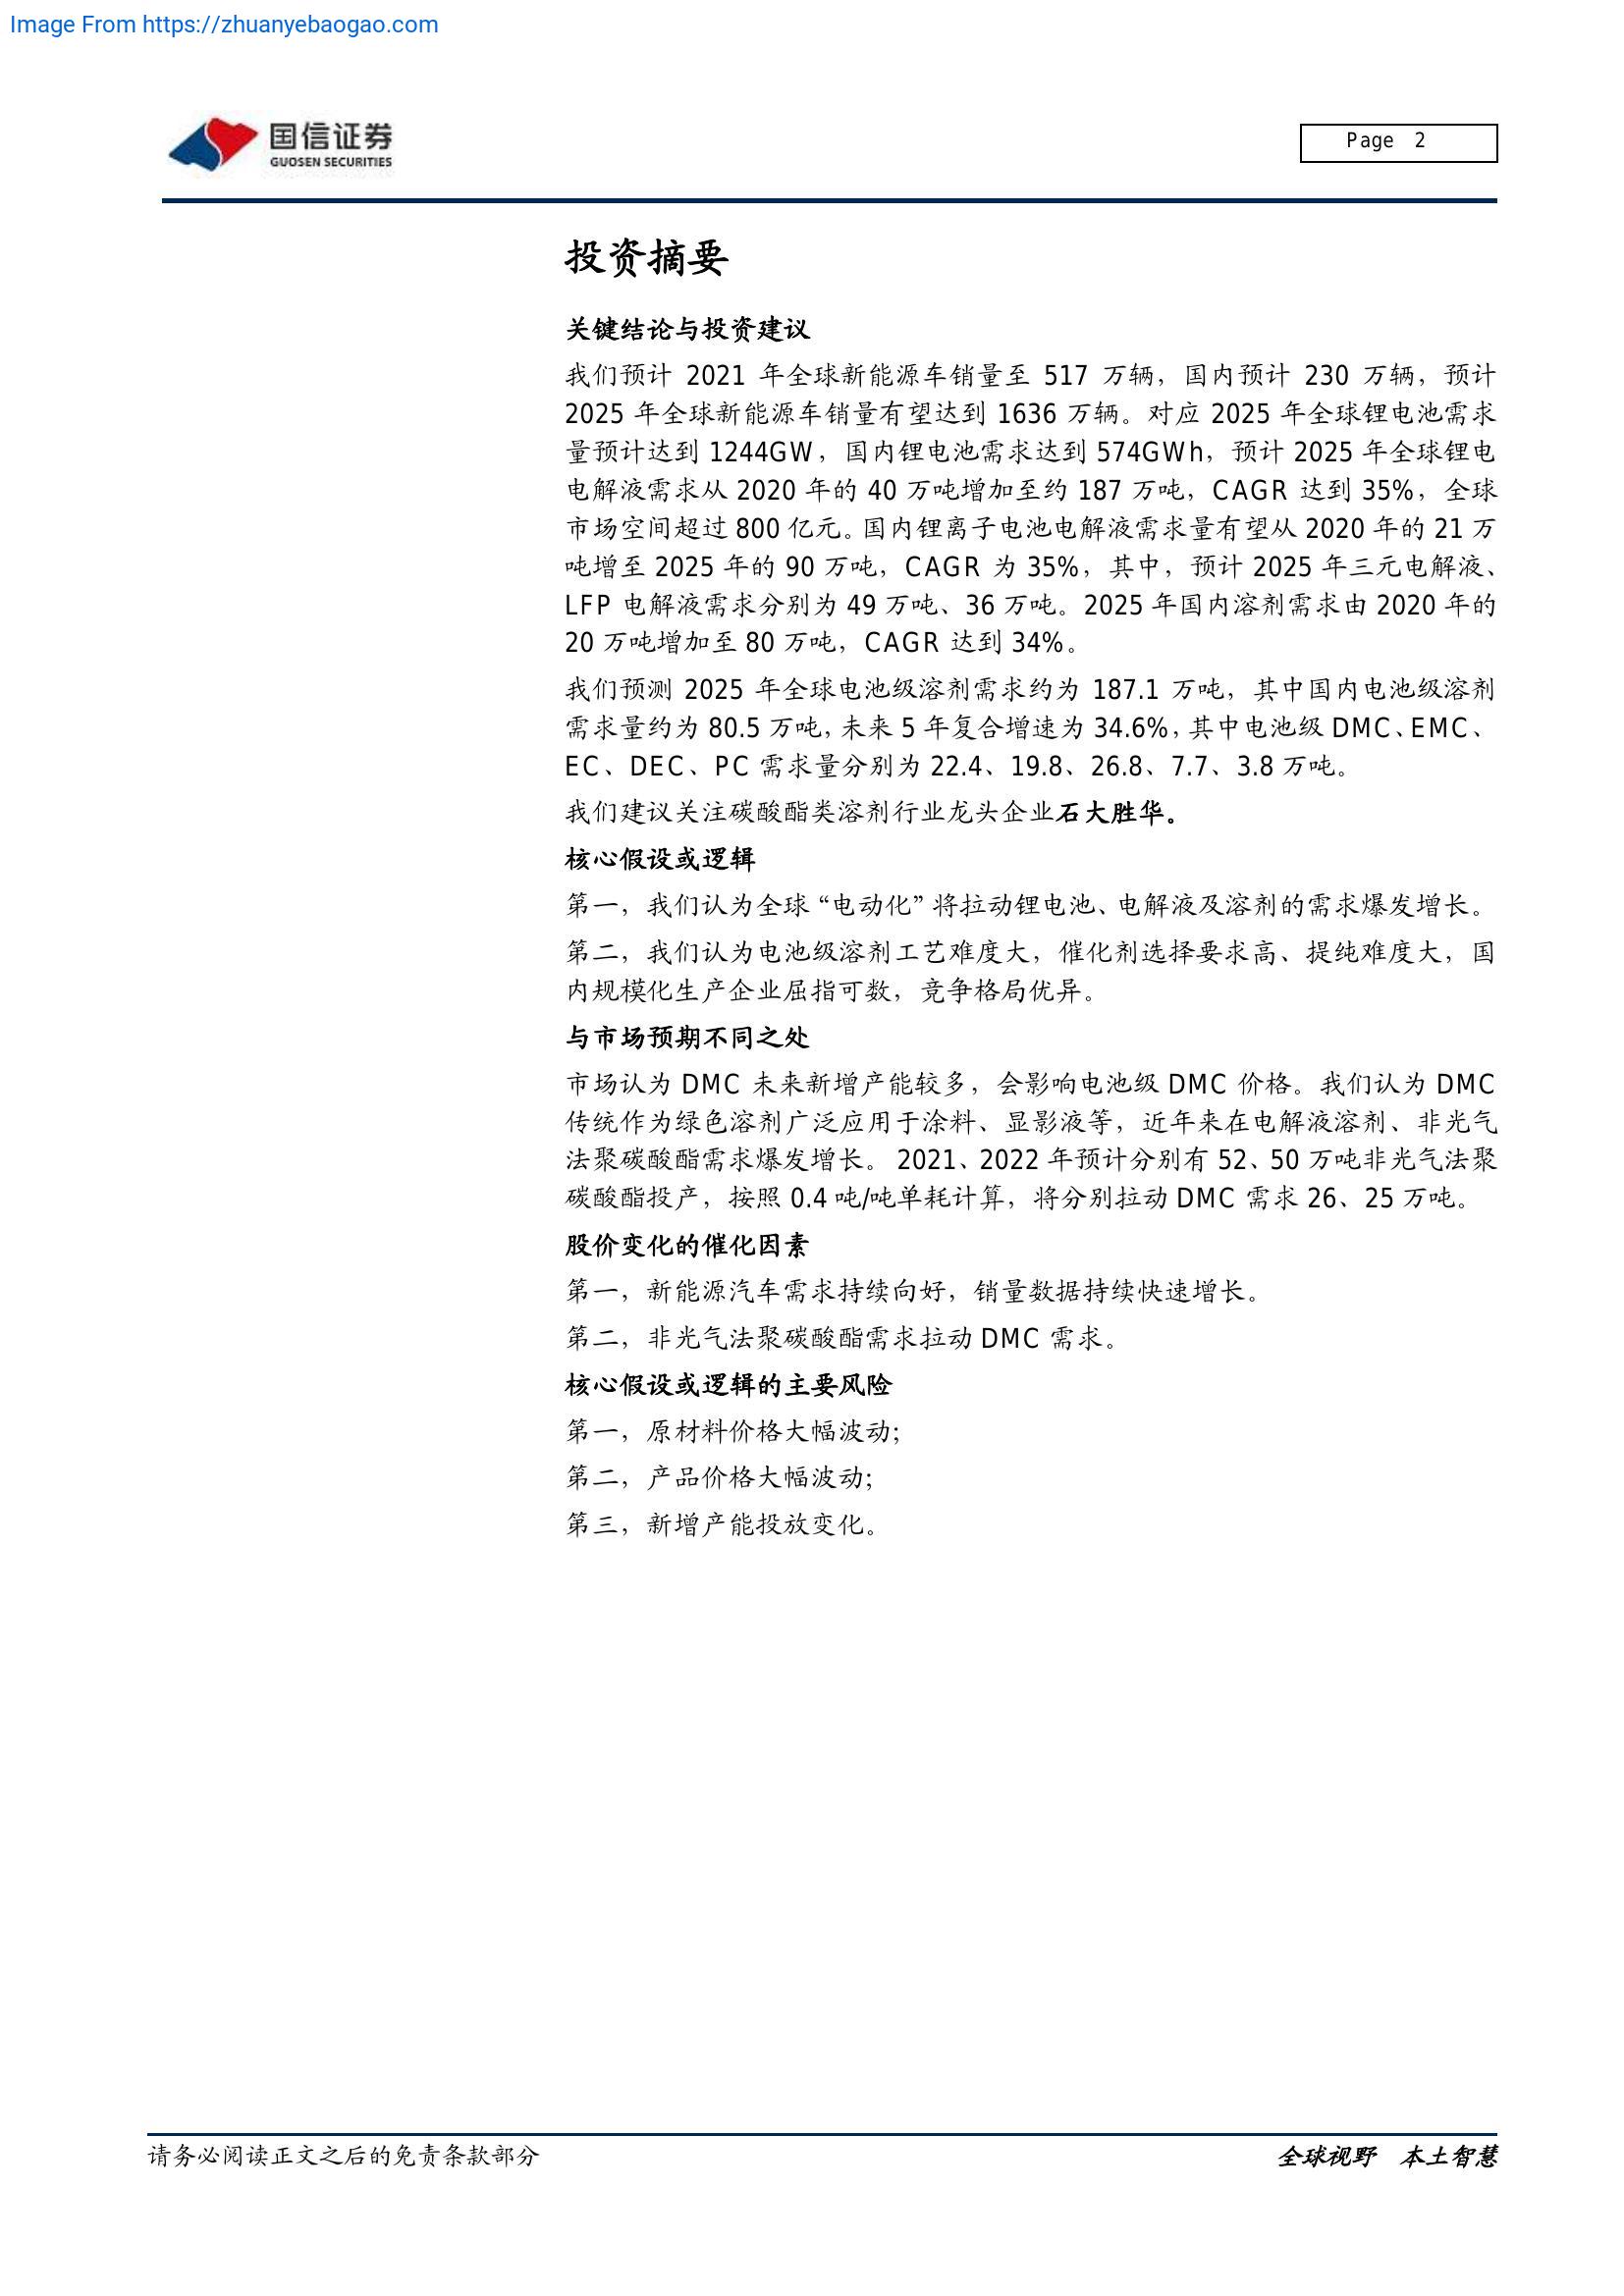 Image From https://zhuanyebaogao.com
国信证券
GUOSEN SECURITIES
Page 2
投资摘要
关键结论与投资建议
我们预计 2021 年全球新能源车销量至 517 万辆，国内预计 230 万辆，预计
2025 年全球新能源车销量有望达到 1636 万辆。对应 2025 年全球锂电池需求
量预计达到 1244GW，国内锂电池需求达到 574GWh，预计 2025 年全球锂电
电解液需求从 2020 年的 40 万吨增加至约 187 万吨，CAGR 达到 35%，全球
市场空间超过 800 亿元。国内锂离子电池电解液需求量有望从 2020 年的 21 万
吨增至 2025 年的 90 万吨，CAGR 为 35%，其中，预计 2025 年三元电解液、
LFP 电解液需求分别为 49 万吨、36 万吨。2025 年国内溶剂需求由 2020 年的
20 万吨增加至 80 万吨，CAGR 达到 34%。
我们预测 2025 年全球电池级溶剂需求约为 187.1 万吨，其中国内电池级溶剂
需求量约为 80.5 万吨，未来 5 年复合增速为 34.6%，其中电池级 DMC、EMC、
EC、DEC、PC 需求量分别为 22.4、19.8、26.8、7.7、3.8 万吨。
我们建议关注碳酸酯类溶剂行业龙头企业石大胜华。
核心假设或逻辑
第一，我们认为全球“电动化”将拉动锂电池、电解液及溶剂的需求爆发增长。
第二，我们认为电池级溶剂工艺难度大，催化剂选择要求高、提纯难度大，国
内规模化生产企业屈指可数，竞争格局优异。
与市场预期不同之处
市场认为 DMC 未来新增产能较多，会影响电池级 DMC 价格。我们认为 DMC
传统作为绿色溶剂广泛应用于涂料、显影液等，近年来在电解液溶剂、非光气
法聚碳酸酯需求爆发增长。 2021、2022 年预计分别有 52、50 万吨非光气法聚
碳酸酯投产，按照 0.4 吨/吨单耗计算，将分别拉动 DMC 需求 26、25 万吨。
股价变化的催化因素
第一，新能源汽车需求持续向好，销量数据持续快速增长。
第二，非光气法聚碳酸酯需求拉动 DMC 需求。
核心假设或逻辑的主要风险
第一，原材料价格大幅波动；
第二，产品价格大幅波动；
第三，新增产能投放变化。
请务必阅读正文之后的免责条款部分
全球视野 本土智慧